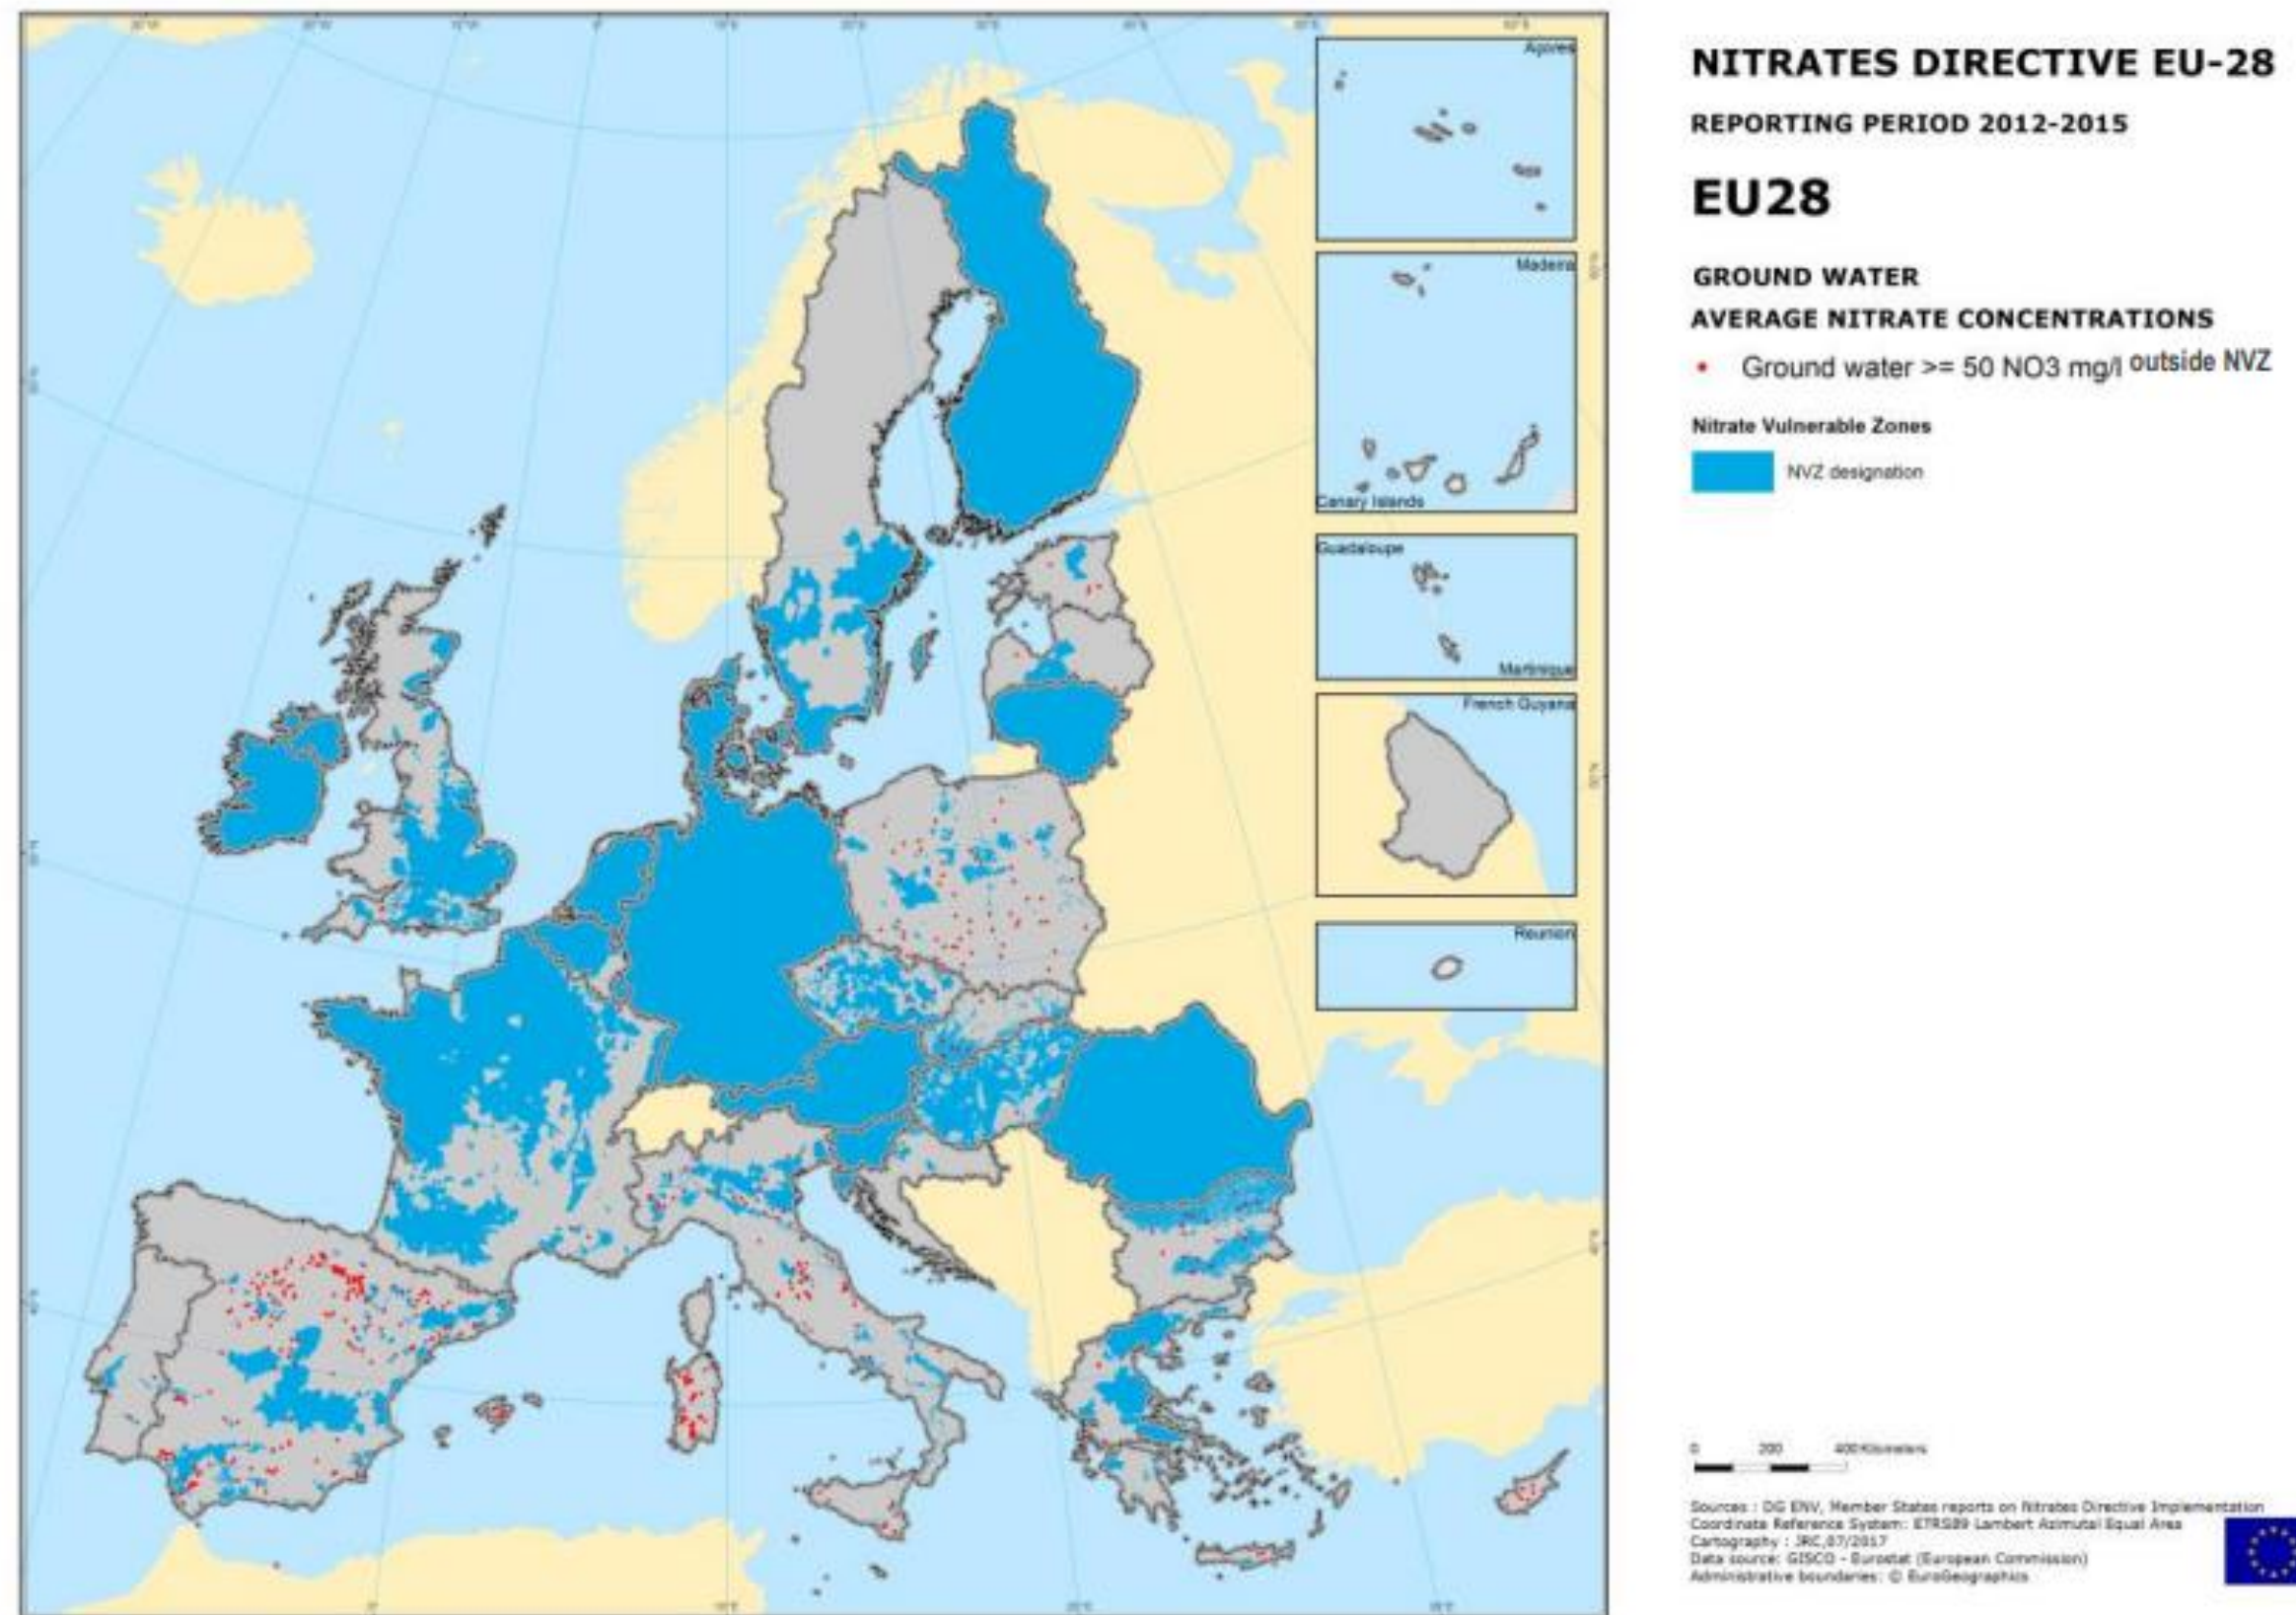 NITRATES DIRECTIVE EU-28
REPORTING PERIOD 2012-2015
EU28
GROUND WATER
AVERAGE NITRATE CONCENTRATIONS
Ground water >= 50 NO3 mg/l outside NVZ
Nitrate Vulnerable Zones
NVZ designation
Açores
Madeira
Canary Islands
Guadaloupe
Martinique
French Guyana
Reunion
0 200 400 Kilometers
Sources : DG ENV, Member States reports on Nitrates Directive Implementation
Coordinate Reference System: ETRS89 Lambert Azimutal Equal Area
Cartography : JRC,07/2017
Data source: GISCO - Eurostat (European Commission)
Administrative boundaries: © EuroGeographics